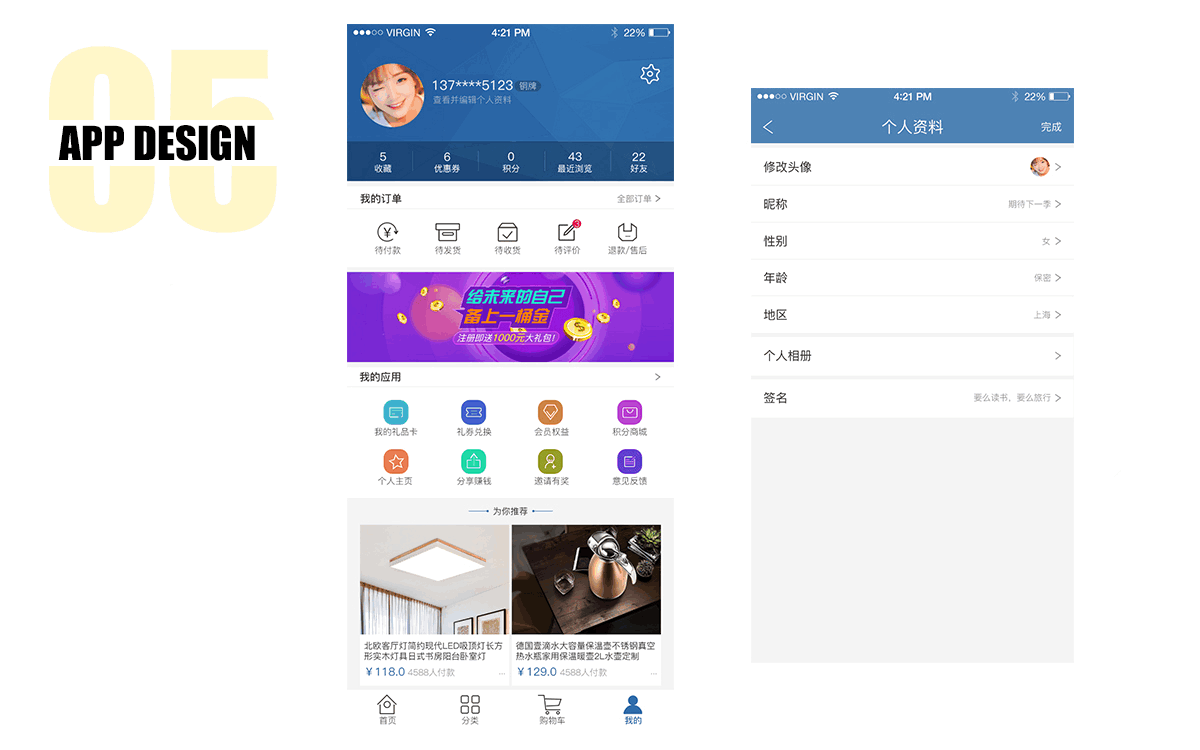 05
APP DESIGN
VIRGIN 4:21 PM 22%
137****5123 铜牌
查看并编辑个人资料
5 6 0 43 22
收藏 优惠券 积分 最近浏览 好友
我的订单 全部订单
3
待付款 待发货 待收货 待评价 退款/售后
给未来的自己
备上一桶金
注册即送1000元大礼包!
我的应用
我的礼品卡 礼券兑换 会员权益 积分商城
个人主页 分享赚钱 邀请有奖 意见反馈
为你推荐
北欧客厅灯简约现代LED吸顶灯长方
形实木灯具日式书房阳台卧室灯
¥118.0 4588人付款 ...
德国壹滴水大容量保温壶不锈钢真空
热水瓶家用保温暖壶2L水壶定制
¥129.0 4588人付款 ...
首页 分类 购物车 我的
VIRGIN 4:21 PM 22%
个人资料 完成
修改头像
昵称 期待下一季
性别 女
年龄 保密
地区 上海
个人相册
签名 要么读书、要么旅行